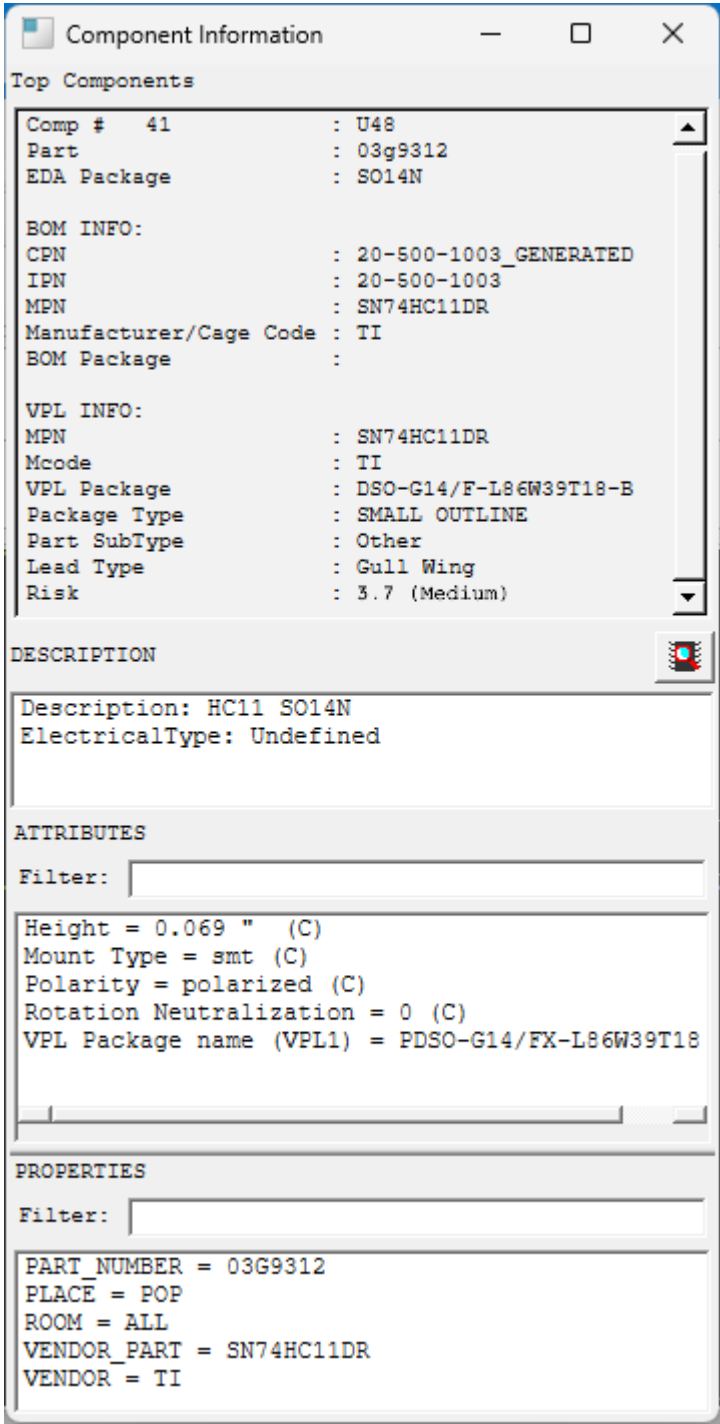 Component Information
Top Components
Comp # 41 : U48
Part : 03g9312
EDA Package : SO14N
BOM INFO:
CPN : 20-500-1003_GENERATED
IPN : 20-500-1003
MPN : SN74HC11DR
Manufacturer/Cage Code : TI
BOM Package :
VPL INFO:
MPN : SN74HC11DR
Mcode : TI
VPL Package : DSO-G14/F-L86W39T18-B
Package Type : SMALL OUTLINE
Part SubType : Other
Lead Type : Gull Wing
Risk : 3.7 (Medium)
DESCRIPTION
Description: HC11 SO14N
ElectricalType: Undefined
ATTRIBUTES
Filter:
Height = 0.069 " (C)
Mount Type = smt (C)
Polarity = polarized (C)
Rotation Neutralization = 0 (C)
VPL Package name (VPL1) = PDSO-G14/FX-L86W39T18
PROPERTIES
Filter:
PART_NUMBER = 03G9312
PLACE = POP
ROOM = ALL
VENDOR_PART = SN74HC11DR
VENDOR = TI